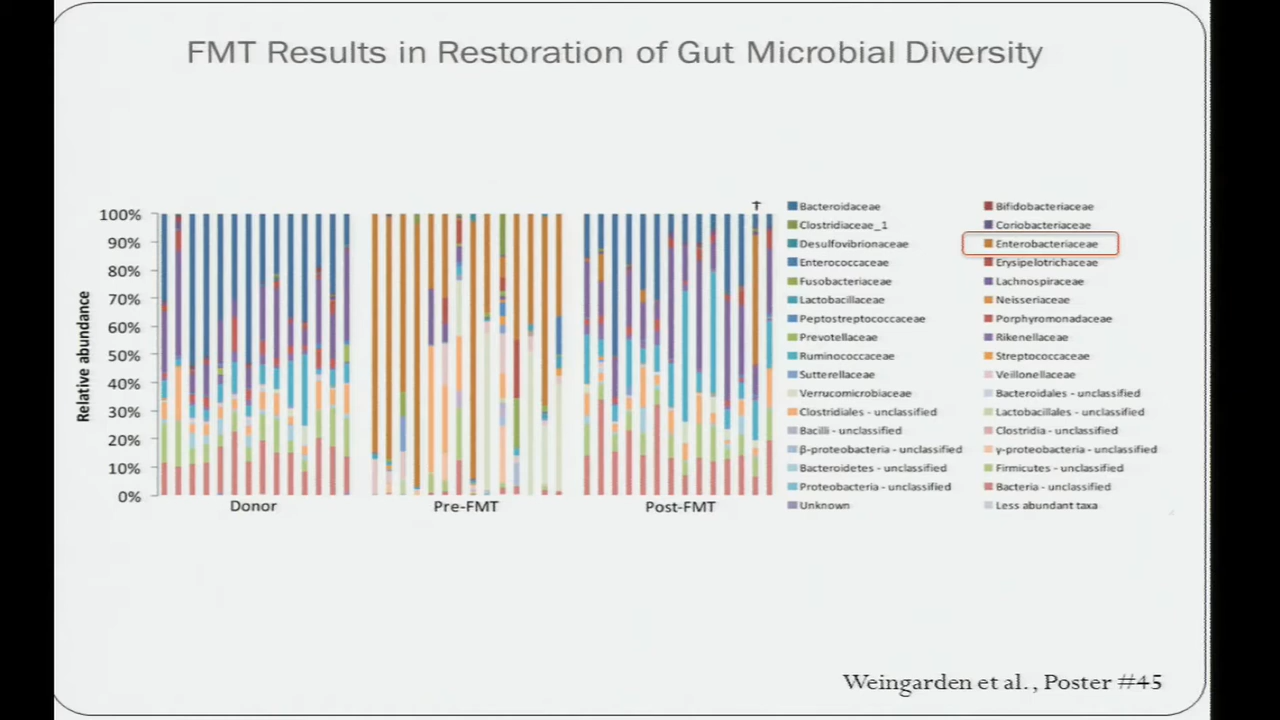 FMT Results in Restoration of Gut Microbial Diversity
†
100%
90%
80%
70%
60%
50%
40%
30%
20%
10%
0%
Relative abundance
Donor Pre-FMT Post-FMT
Bacteroidaceae Bifidobacteriaceae
Clostridiaceae_1 Coriobacteriaceae
Desulfovibrionaceae Enterobacteriaceae
Enterococcaceae Erysipelotrichaceae
Fusobacteriaceae Lachnospiraceae
Lactobacillaceae Neisseriaceae
Peptostreptococcaceae Porphyromonadaceae
Prevotellaceae Rikenellaceae
Ruminococcaceae Streptococcaceae
Sutterellaceae Veillonellaceae
Verrucomicrobiaceae Bacteroidales - unclassified
Clostridiales - unclassified Lactobacillales - unclassified
Bacilli - unclassified Clostridia - unclassified
β-proteobacteria - unclassified γ-proteobacteria - unclassified
Bacteroidetes - unclassified Firmicutes - unclassified
Proteobacteria - unclassified Bacteria - unclassified
Unknown Less abundant taxa
Weingarden et al. , Poster #45